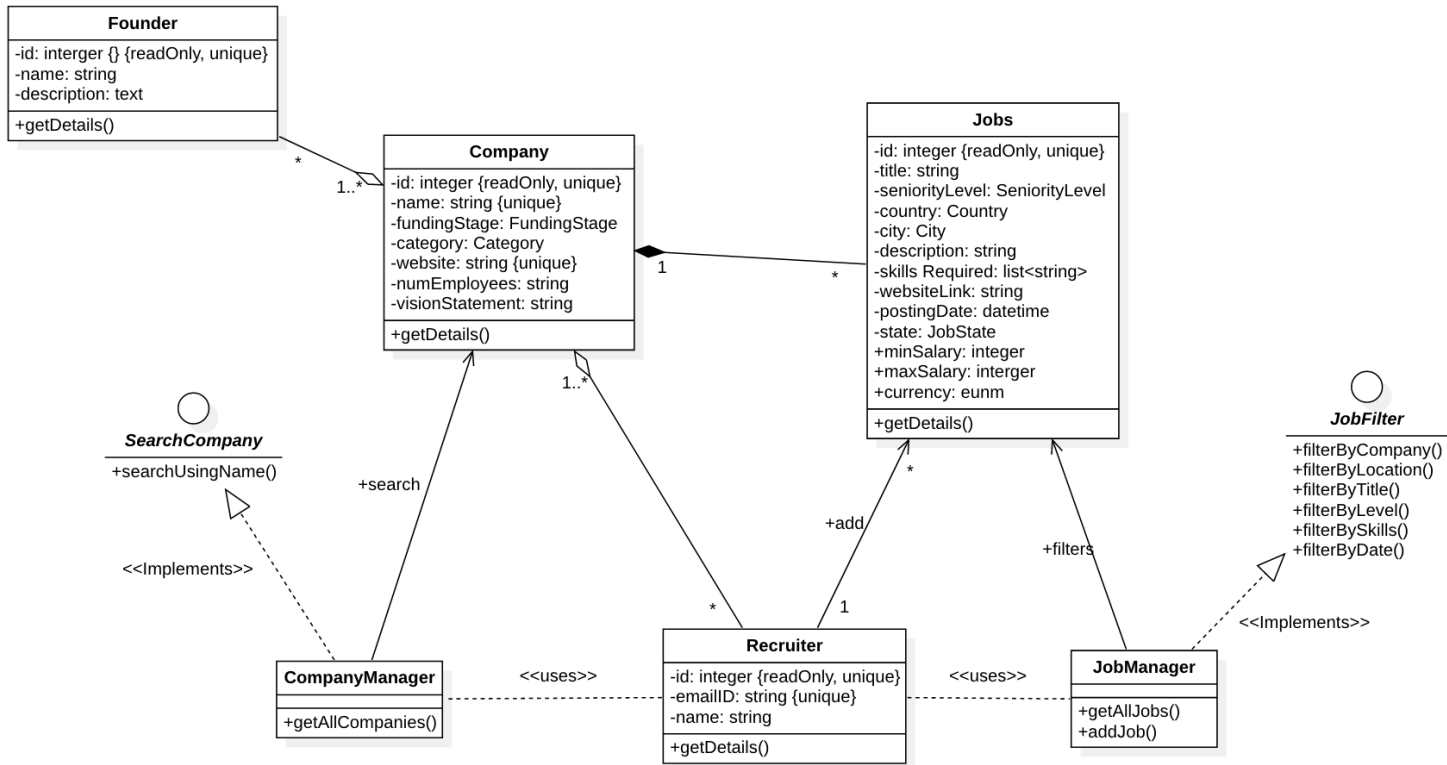 Founder
-id: interger {} {readOnly, unique}
-name: string
-description: text
+getDetails()
*
1..*
Company
-id: integer {readOnly, unique}
-name: string {unique}
-fundingStage: FundingStage
-category: Category
-website: string {unique}
-numEmployees: string
-visionStatement: string
+getDetails()
1
*
Jobs
-id: integer {readOnly, unique}
-title: string
-seniorityLevel: SeniorityLevel
-country: Country
-city: City
-description: string
-skills Required: list<string>
-websiteLink: string
-postingDate: datetime
-state: JobState
+minSalary: integer
+maxSalary: interger
+currency: eunm
+getDetails()
1..*
*
SearchCompany
+searchUsingName()
<<Implements>>
+search
+add
*
1
+filters
JobFilter
+filterByCompany()
+filterByLocation()
+filterByTitle()
+filterByLevel()
+filterBySkills()
+filterByDate()
<<Implements>>
CompanyManager
+getAllCompanies()
<<uses>>
Recruiter
-id: integer {readOnly, unique}
-emailID: string {unique}
-name: string
+getDetails()
<<uses>>
JobManager
+getAllJobs()
+addJob()